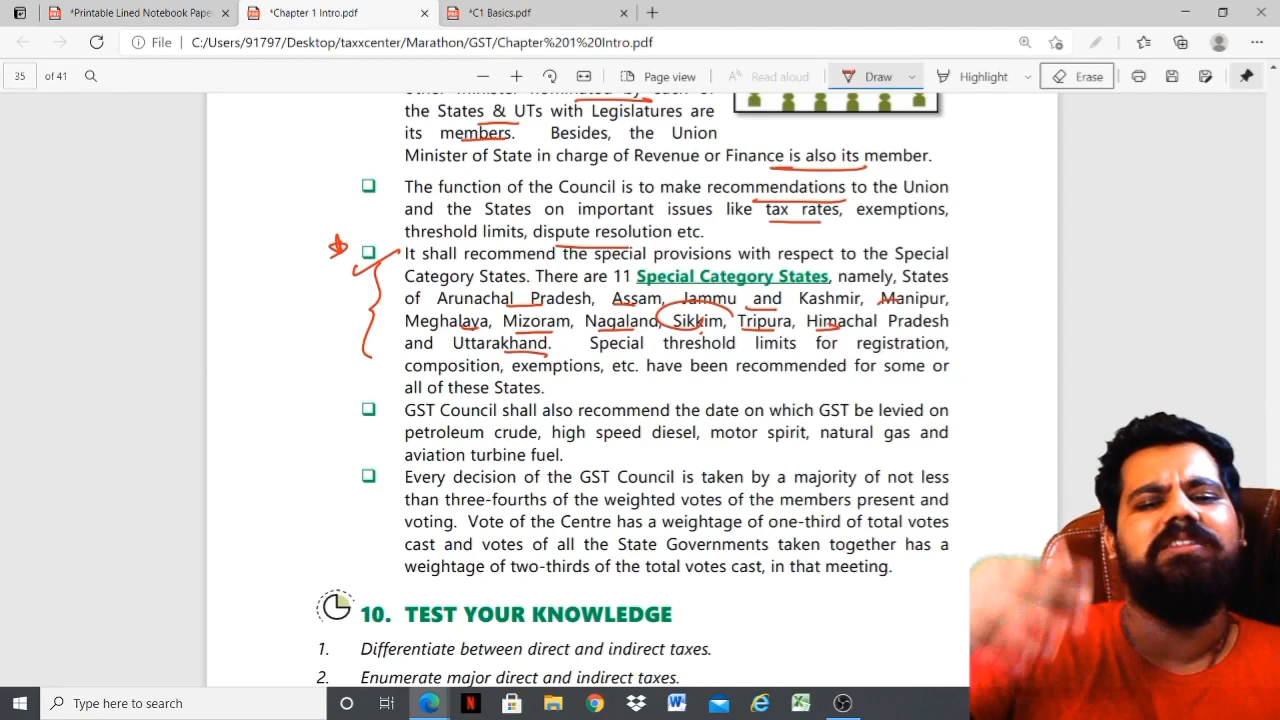 *Printable Lined Notebook Pape
*Chapter 1 Intro.pdf
*C1 Basics.pdf
File
C:/Users/91797/Desktop/taxxcenter/Marathon/GST/Chapter%201%20Intro.pdf
35 of 41
Page view
Read aloud
Draw
Highlight
Erase
the States & UTs with Legislatures are
its members. Besides, the Union
Minister of State in charge of Revenue or Finance is also its member.
The function of the Council is to make recommendations to the Union
and the States on important issues like tax rates, exemptions,
threshold limits, dispute resolution etc.
It shall recommend the special provisions with respect to the Special
Category States. There are 11 Special Category States, namely, States
of Arunachal Pradesh, Assam, Jammu and Kashmir, Manipur,
Meghalaya, Mizoram, Nagaland, Sikkim, Tripura, Himachal Pradesh
and Uttarakhand. Special threshold limits for registration,
composition, exemptions, etc. have been recommended for some or
all of these States.
GST Council shall also recommend the date on which GST be levied on
petroleum crude, high speed diesel, motor spirit, natural gas and
aviation turbine fuel.
Every decision of the GST Council is taken by a majority of not less
than three-fourths of the weighted votes of the members present and
voting. Vote of the Centre has a weightage of one-third of total votes
cast and votes of all the State Governments taken together has a
weightage of two-thirds of the total votes cast, in that meeting.
10. TEST YOUR KNOWLEDGE
1. Differentiate between direct and indirect taxes.
2. Enumerate major direct and indirect taxes.
Type here to search